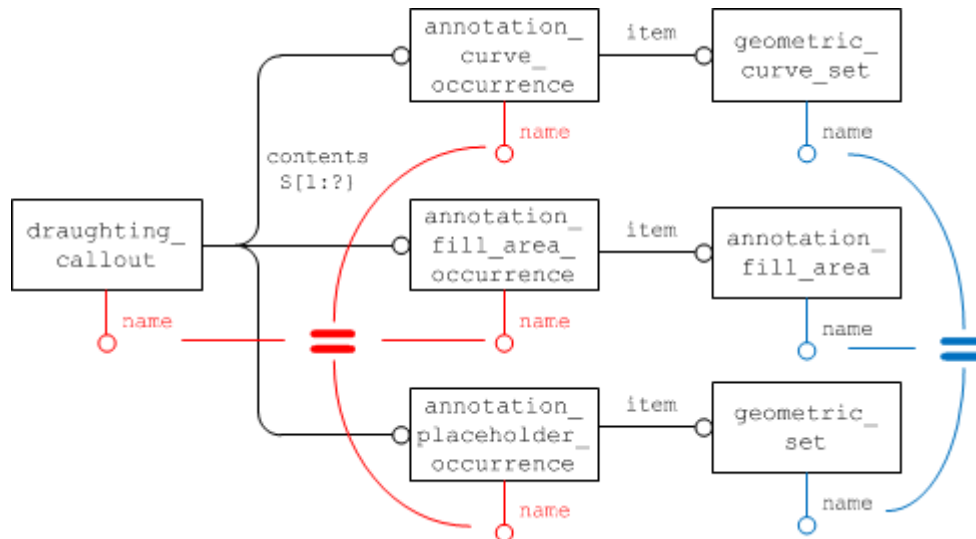 annotation_
curve_
occurrence
item
geometric_
curve_set
name
name
contents
S[1:?]
draughting_
callout
annotation_
fill_area_
occurrence
item
annotation_
fill_area
name
name
name
annotation_
placeholder_
occurrence
item
geometric_
set
name
name